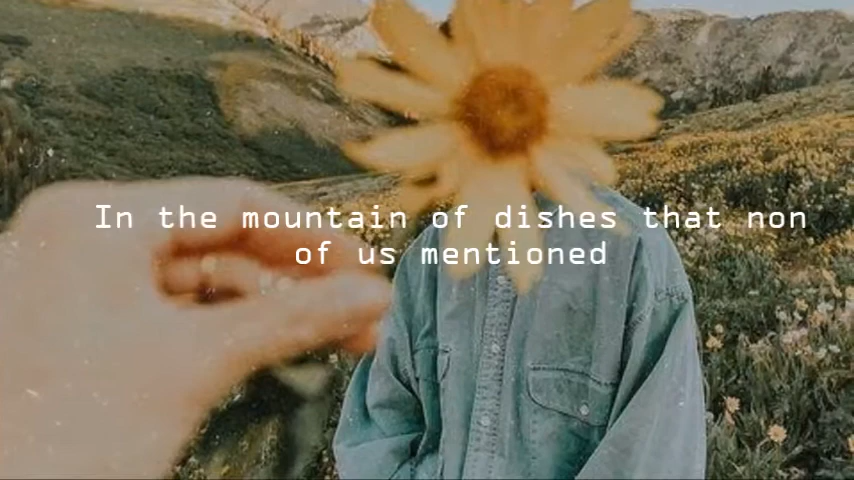 In the mountain of dishes that non
of us mentioned